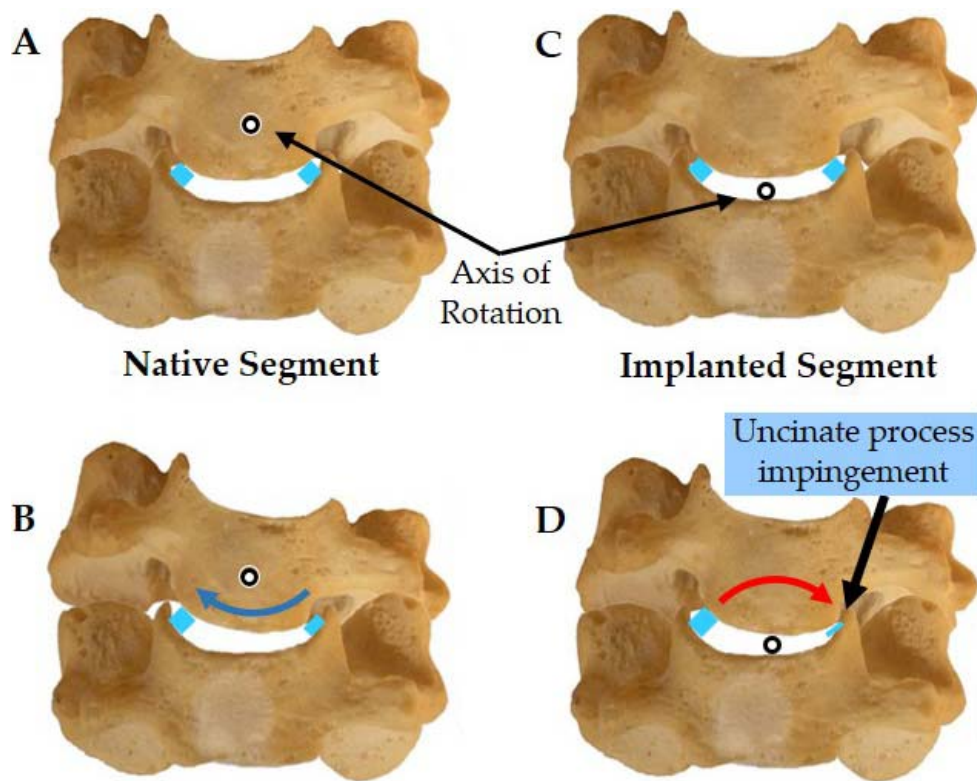 A
C
Axis of
Rotation
Native Segment
Implanted Segment
Uncinate process
impingement
B
D